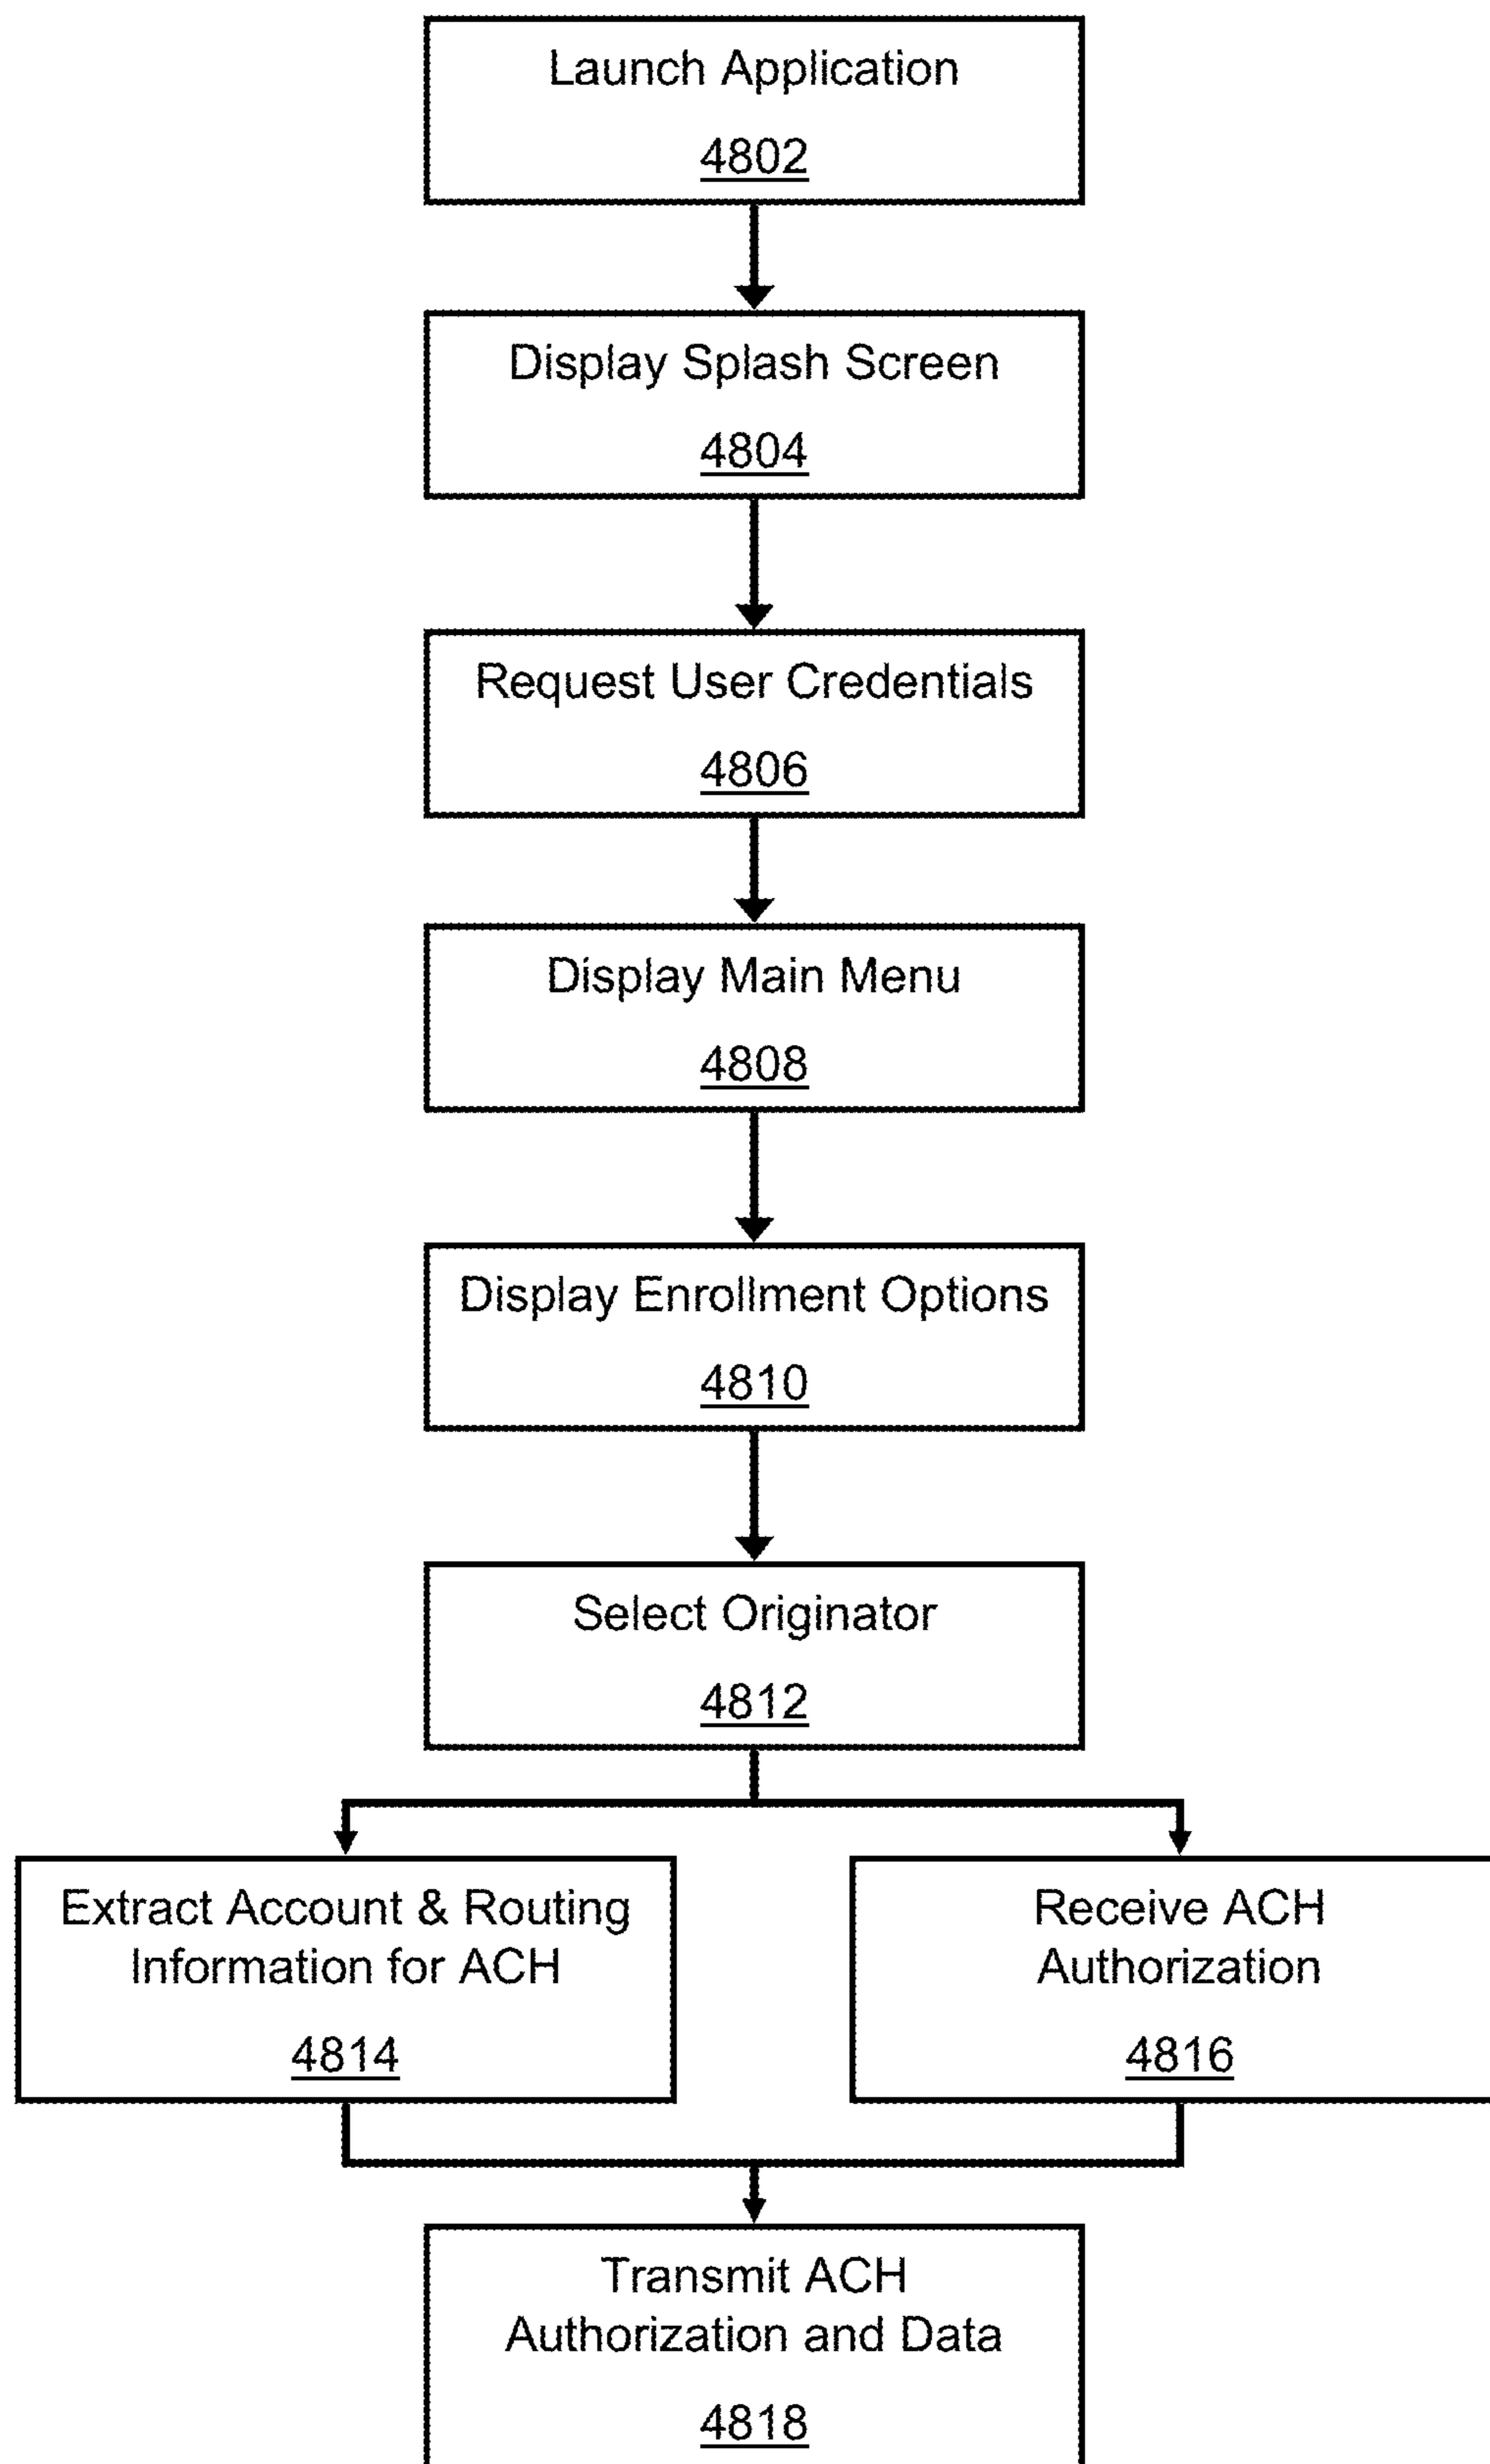 Launch Application
4802
Display Splash Screen
4804
Request User Credentials
4806
Display Main Menu
4808
Display Enrollment Options
4810
Select Originator
4812
Extract Account & Routing
Information for ACH
4814
Receive ACH
Authorization
4816
Transmit ACH
Authorization and Data
4818